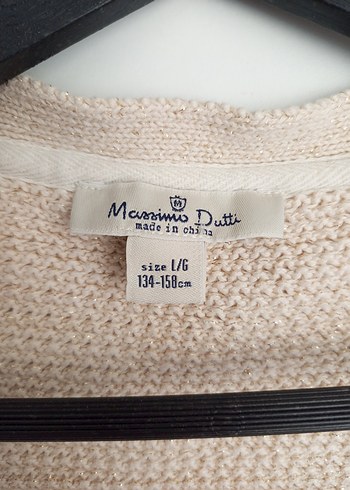 M
Massimo Dutti
made in china
size L/G
134-158cm